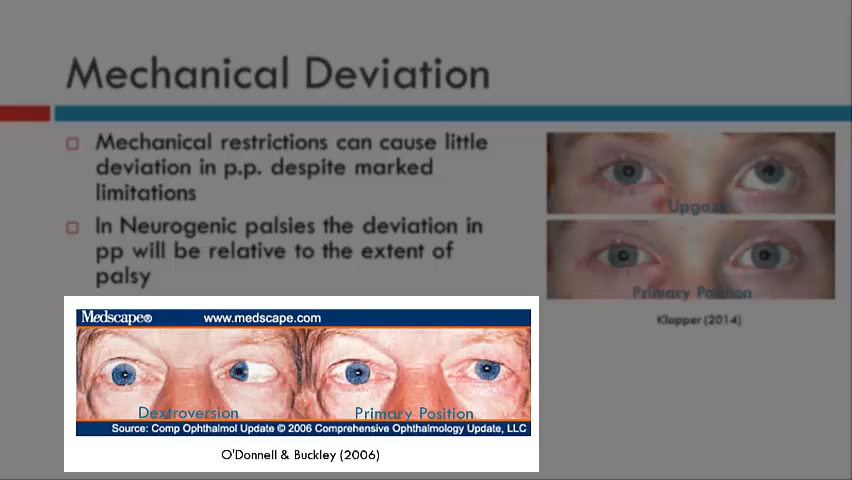 Mechanical Deviation
Mechanical restrictions can cause little
deviation in p.p. despite marked
limitations
In Neurogenic palsies the deviation in
pp will be relative to the extent of
palsy
Upgaze
Primary Position
Klapper (2014)
Medscape® www.medscape.com
Dextroversion Primary Position
Source: Comp Ophthalmol Update © 2006 Comprehensive Ophthalmology Update, LLC
O'Donnell & Buckley (2006)